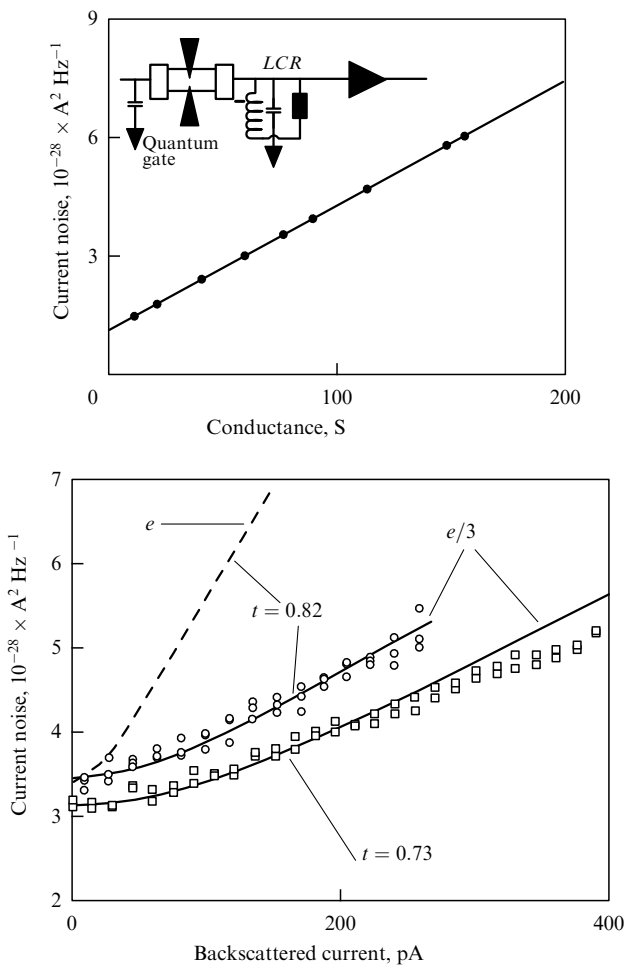 9
Current noise, 10⁻²⁸ × A² Hz⁻¹
LCR
Quantum
gate
6
3
0
100
200
Conductance, S
7
Current noise, 10⁻²⁸ × A² Hz⁻¹
e
e/3
6
t = 0.82
5
4
3
t = 0.73
2
0
200
400
Backscattered current, pA